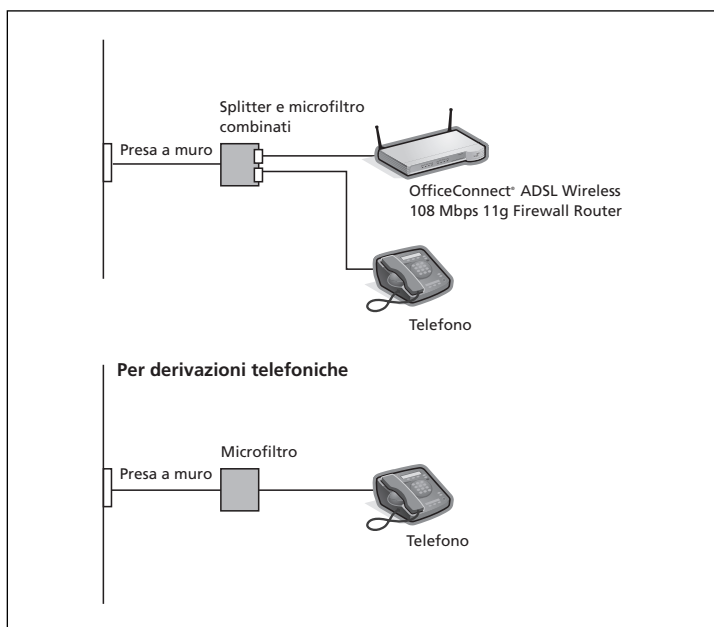 Splitter e microfiltro
combinati
Presa a muro
OfficeConnect® ADSL Wireless
108 Mbps 11g Firewall Router
Telefono
Per derivazioni telefoniche
Microfiltro
Presa a muro
Telefono